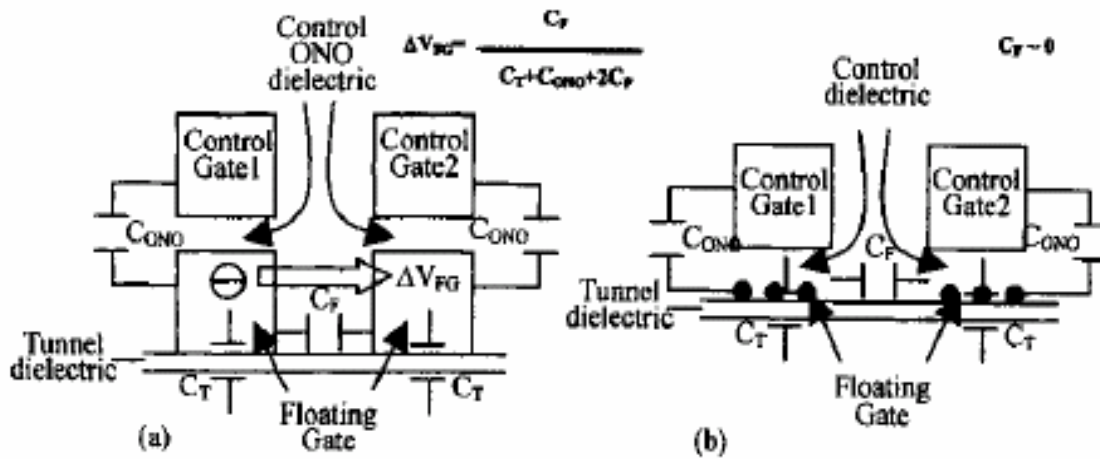 Control
ONO
dielectric
ΔV_FG=
C_F
C_T+C_ONO+2C_F
Control
Gate1
Control
Gate2
C_ONO
C_ONO
ΔV_FG
C_F
Tunnel
dielectric
C_T
C_T
Floating
Gate
(a)
C_F ~ 0
Control
dielectric
Control
Gate1
Control
Gate2
C_ONO
C_ONO
C_F
Tunnel
dielectric
C_T
C_T
Floating
Gate
(b)